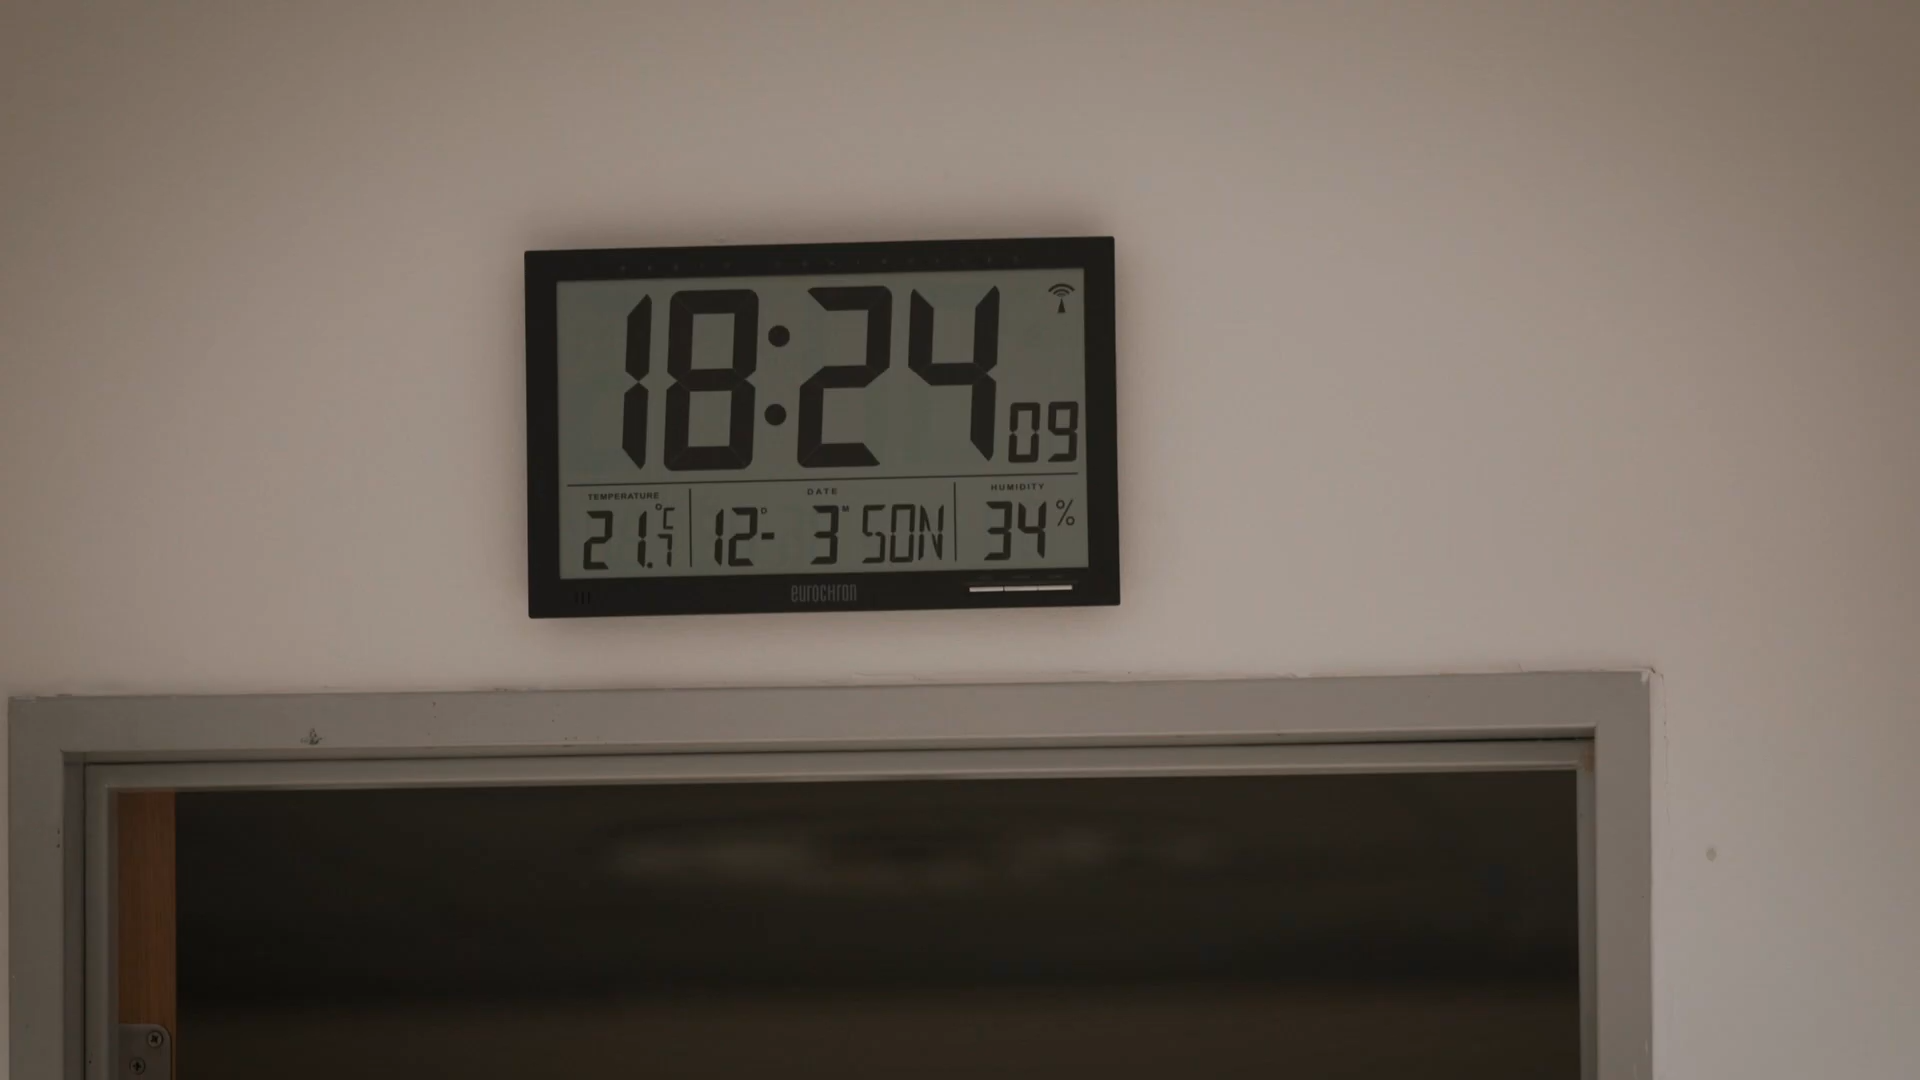 18:24 09
TEMPERATURE DATE HUMIDITY
21.7 °C 12 D - 3 M SON 34 %
eurochron